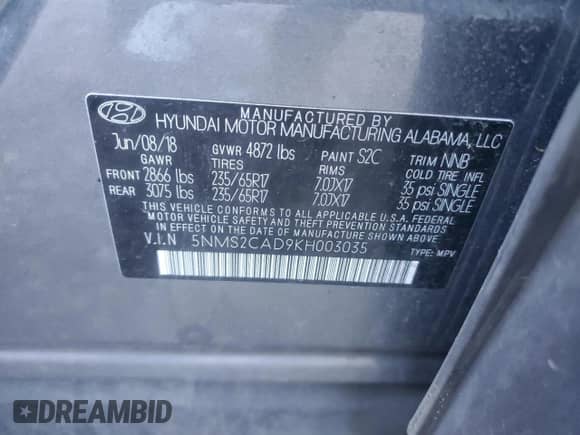 MANUFACTURED BY
HYUNDAI MOTOR MANUFACTURING ALABAMA, LLC
Jun/08/18 GVWR 4872 lbs PAINT S2C TRIM NNB
GAWR TIRES RIMS COLD TIRE INFL
FRONT 2866 lbs 235/65R17 7.0JX17 35 psi SINGLE
REAR 3075 lbs 235/65R17 7.0JX17 35 psi SINGLE
THIS VEHICLE CONFORMS TO ALL APPLICABLE U.S.A. FEDERAL
MOTOR VEHICLE SAFETY AND THEFT PREVENTION STANDARDS
IN EFFECT ON THE DATE OF MANUFACTURE SHOWN ABOVE.
V.I.N 5NMS2CAD9KH003035 TYPE: MPV
DREAMBID